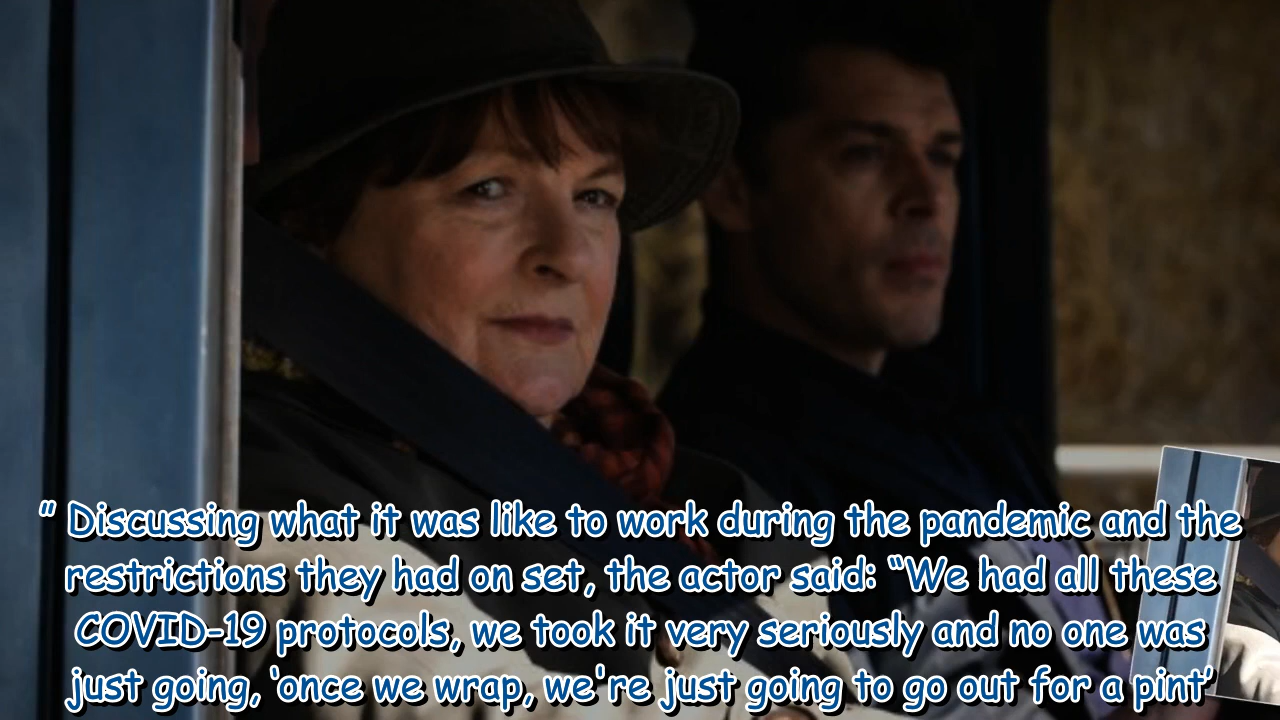 ” Discussing what it was like to work during the pandemic and the
restrictions they had on set, the actor said: “We had all these
COVID-19 protocols, we took it very seriously and no one was
just going, ‘once we wrap, we're just going to go out for a pint’